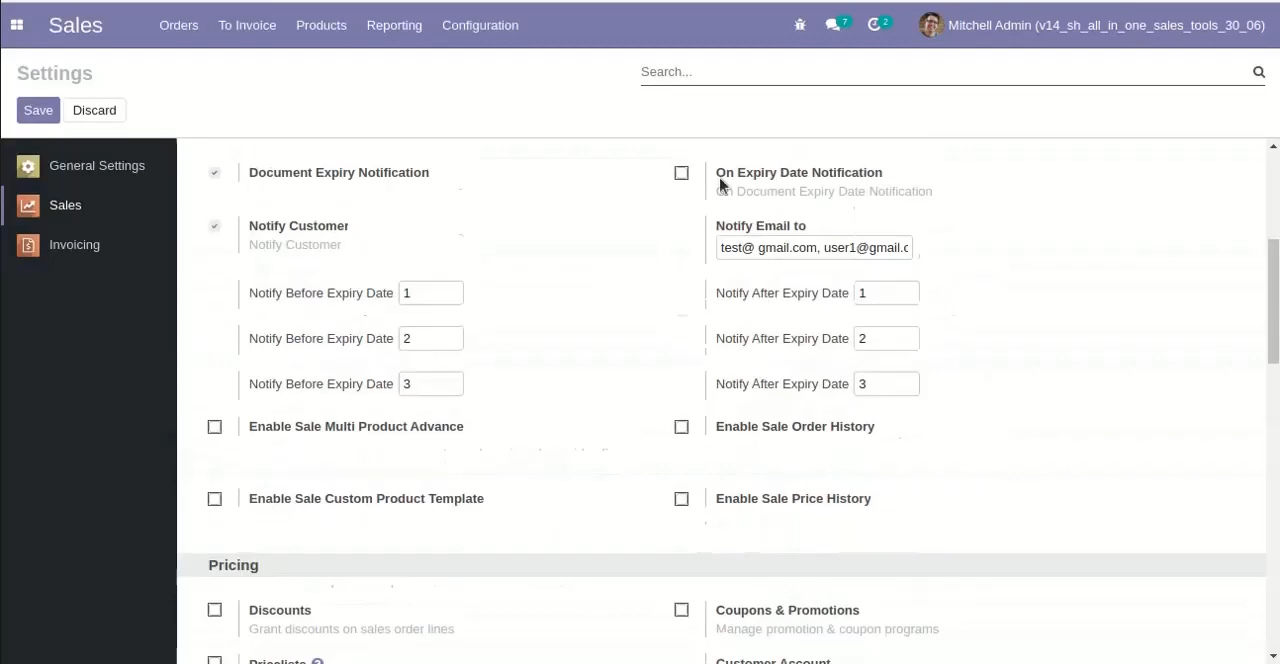 Sales Orders To Invoice Products Reporting Configuration 7 2 Mitchell Admin (v14_sh_all_in_one_sales_tools_30_06)
Settings Search...
Save Discard
General Settings
Sales
Invoicing
Document Expiry Notification On Expiry Date Notification
On Document Expiry Date Notification
Notify Customer Notify Email to
Notify Customer test@ gmail.com, user1@gmail.c
Notify Before Expiry Date 1 Notify After Expiry Date 1
Notify Before Expiry Date 2 Notify After Expiry Date 2
Notify Before Expiry Date 3 Notify After Expiry Date 3
Enable Sale Multi Product Advance Enable Sale Order History
Enable Sale Custom Product Template Enable Sale Price History
Pricing
Discounts Coupons & Promotions
Grant discounts on sales order lines Manage promotion & coupon programs
Pricelists ? Customer Account